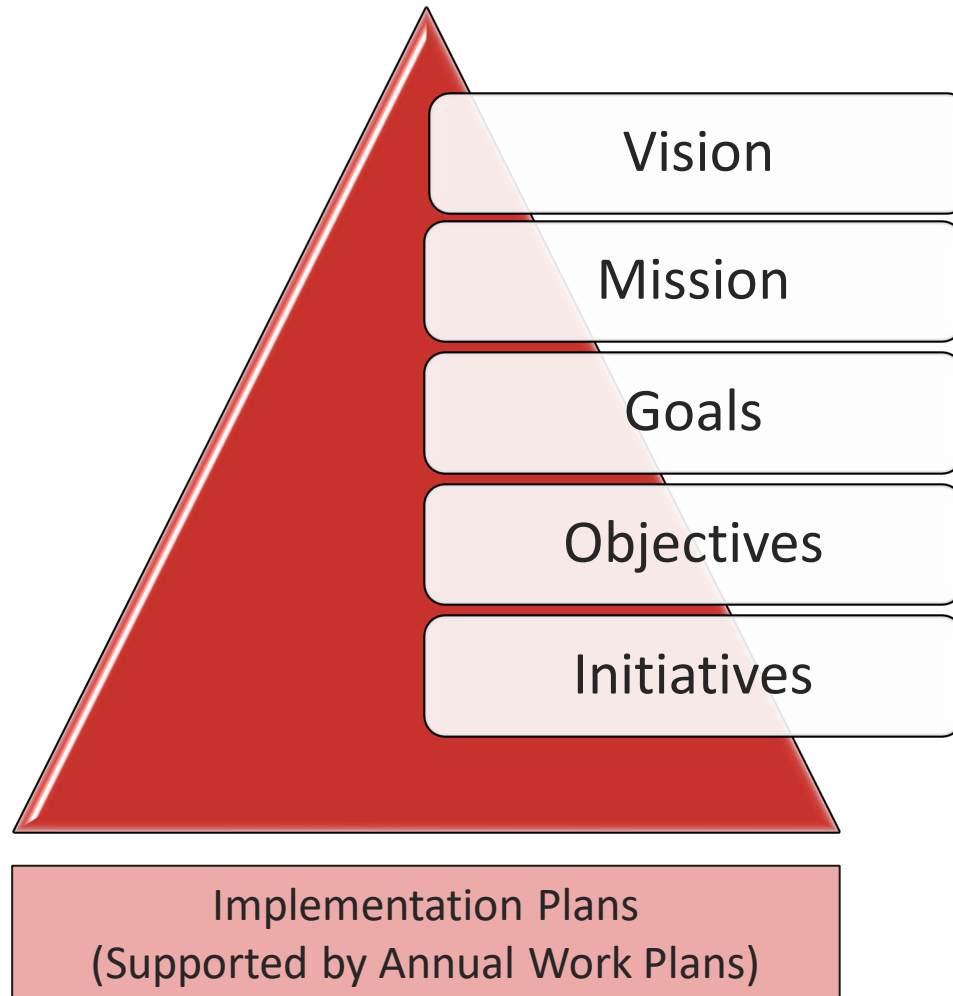 Vision
Mission
Goals
Objectives
Initiatives
Implementation Plans
(Supported by Annual Work Plans)